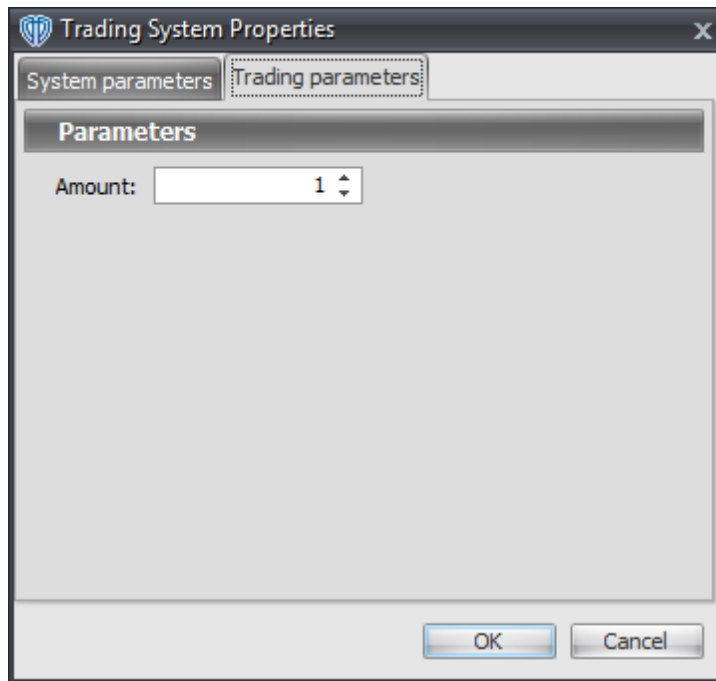 Trading System Properties
x
System parameters Trading parameters
Parameters
Amount: 1
OK Cancel